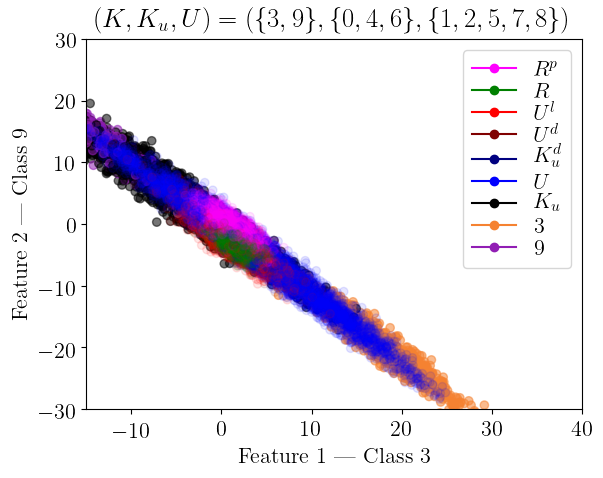 (K, K_u, U) = ({3, 9}, {0, 4, 6}, {1, 2, 5, 7, 8})
30
20
10
0
−10
−20
−30
−10
0
10
20
30
40
Feature 2 — Class 9
Feature 1 — Class 3
R^p
R
U^l
U^d
K_u^d
U
K_u
3
9